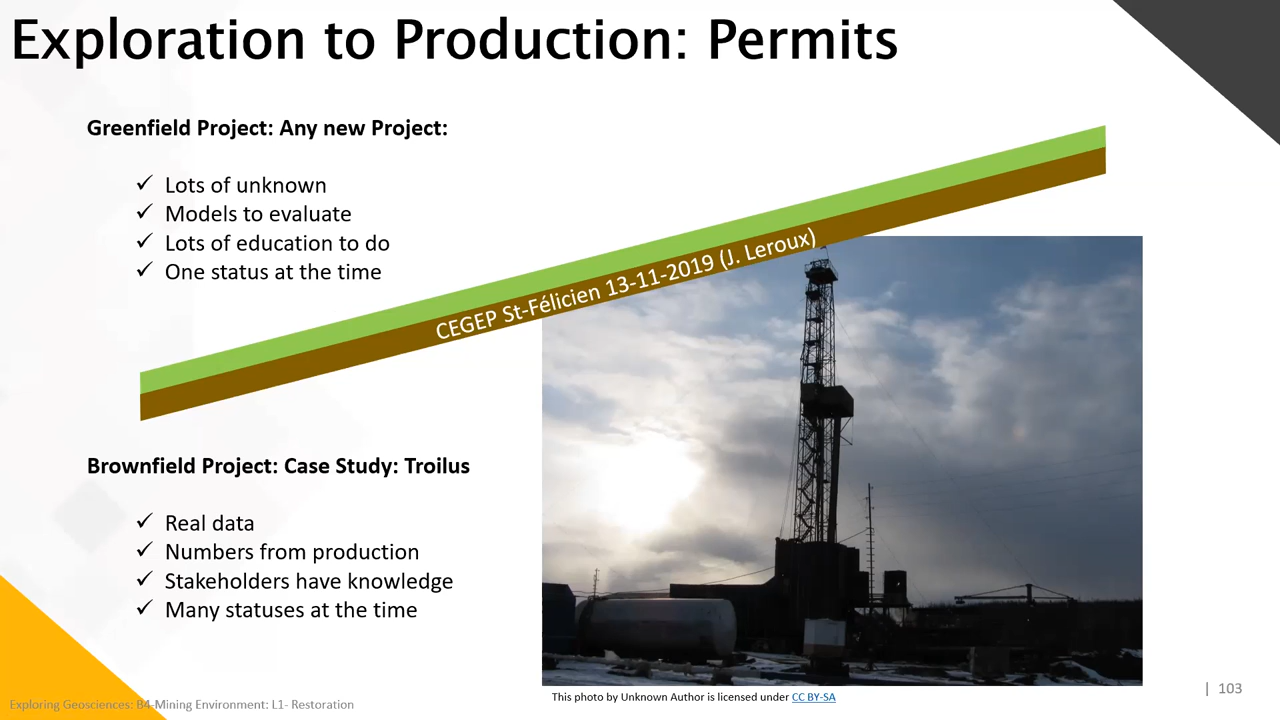 Exploration to Production: Permits
Greenfield Project: Any new Project:
✓ Lots of unknown
✓ Models to evaluate
✓ Lots of education to do
✓ One status at the time
CEGEP St-Félicien 13-11-2019 (J. Leroux)
Brownfield Project: Case Study: Troilus
✓ Real data
✓ Numbers from production
✓ Stakeholders have knowledge
✓ Many statuses at the time
This photo by Unknown Author is licensed under CC BY-SA
| 103
Exploring Geosciences: B4-Mining Environment: L1- Restoration